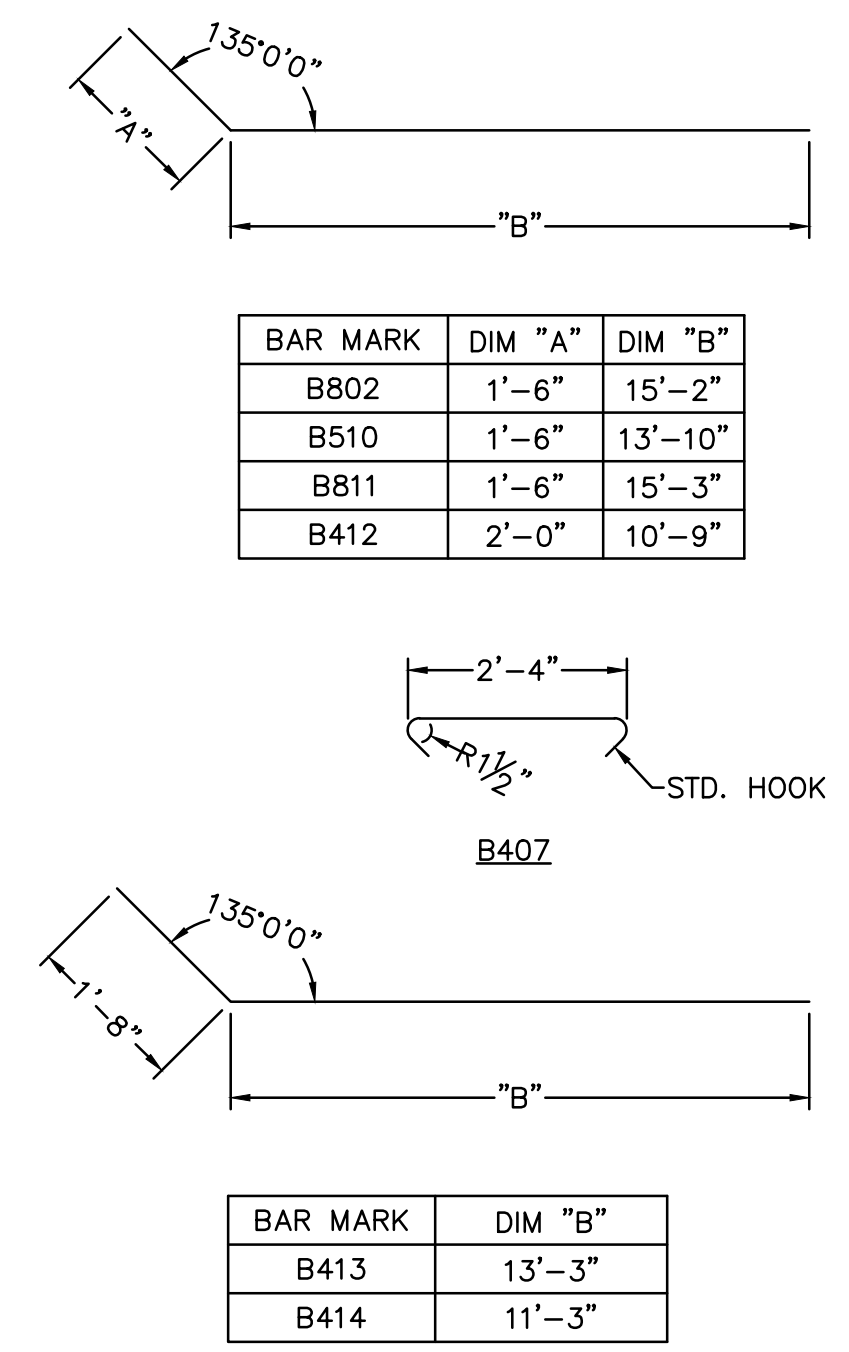 135°0'0"
"A"
"B"
BAR MARK DIM "A" DIM "B"
B802 1'-6" 15'-2"
B510 1'-6" 13'-10"
B811 1'-6" 15'-3"
B412 2'-0" 10'-9"
2'-4"
R1 1/2"
STD. HOOK
B407
135°0'0"
1'-8"
"B"
BAR MARK DIM "B"
B413 13'-3"
B414 11'-3"